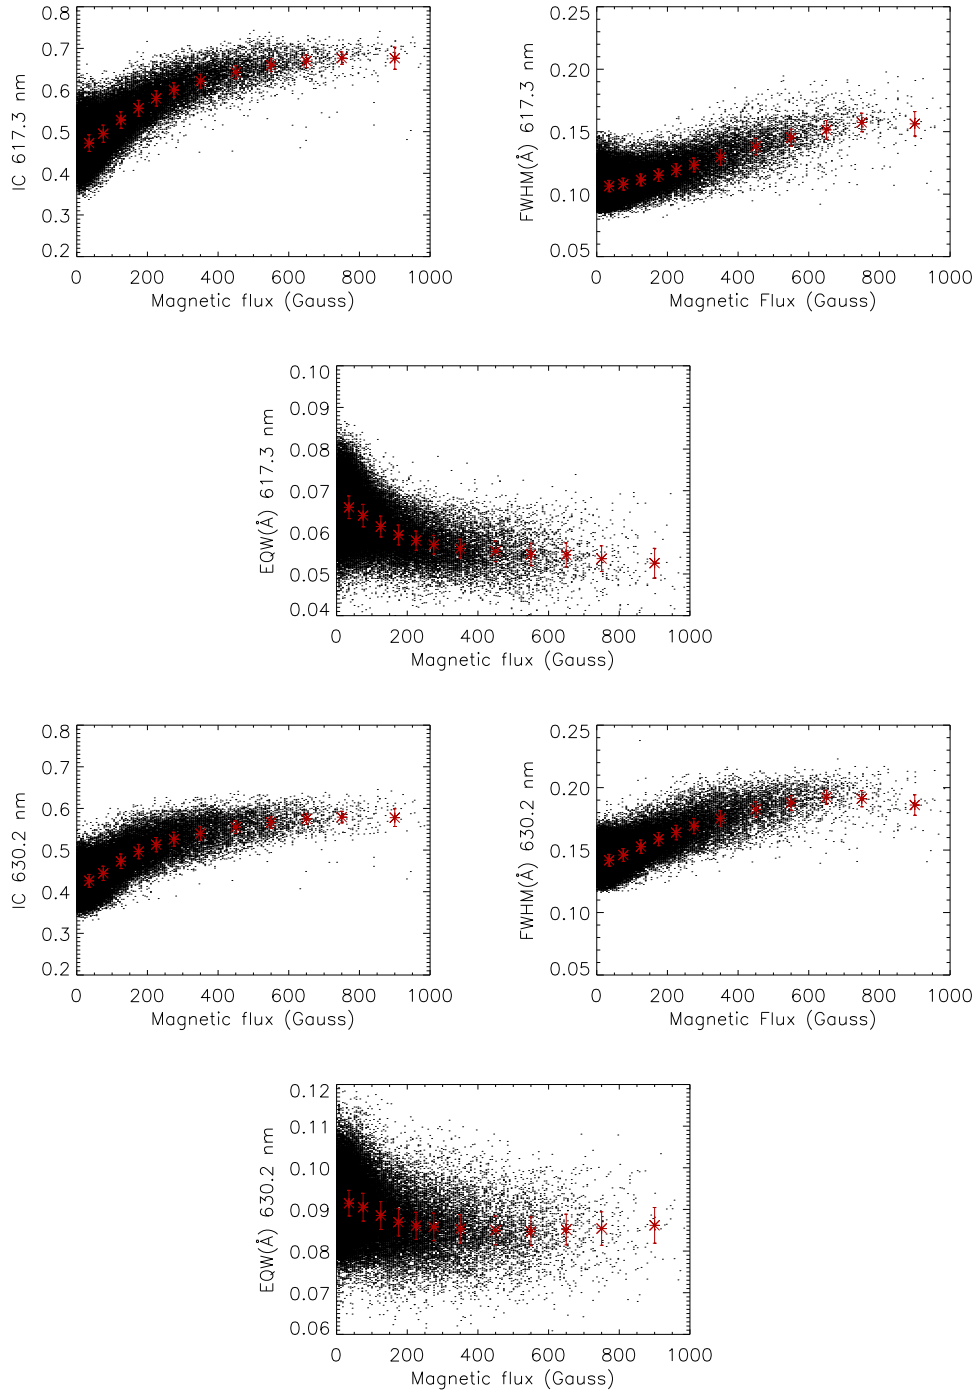 0.8
0.7
0.6
0.5
0.4
0.3
0.2
IC 617.3 nm
0 200 400 600 800 1000
Magnetic flux (Gauss)
0.25
0.20
0.15
0.10
0.05
FWHM(Å) 617.3 nm
0 200 400 600 800 1000
Magnetic Flux (Gauss)
0.10
0.09
0.08
0.07
0.06
0.05
0.04
EQW(Å) 617.3 nm
0 200 400 600 800 1000
Magnetic flux (Gauss)
0.8
0.7
0.6
0.5
0.4
0.3
0.2
IC 630.2 nm
0 200 400 600 800 1000
Magnetic flux (Gauss)
0.25
0.20
0.15
0.10
0.05
FWHM(Å) 630.2 nm
0 200 400 600 800 1000
Magnetic Flux (Gauss)
0.12
0.11
0.10
0.09
0.08
0.07
0.06
EQW(Å) 630.2 nm
0 200 400 600 800 1000
Magnetic flux (Gauss)